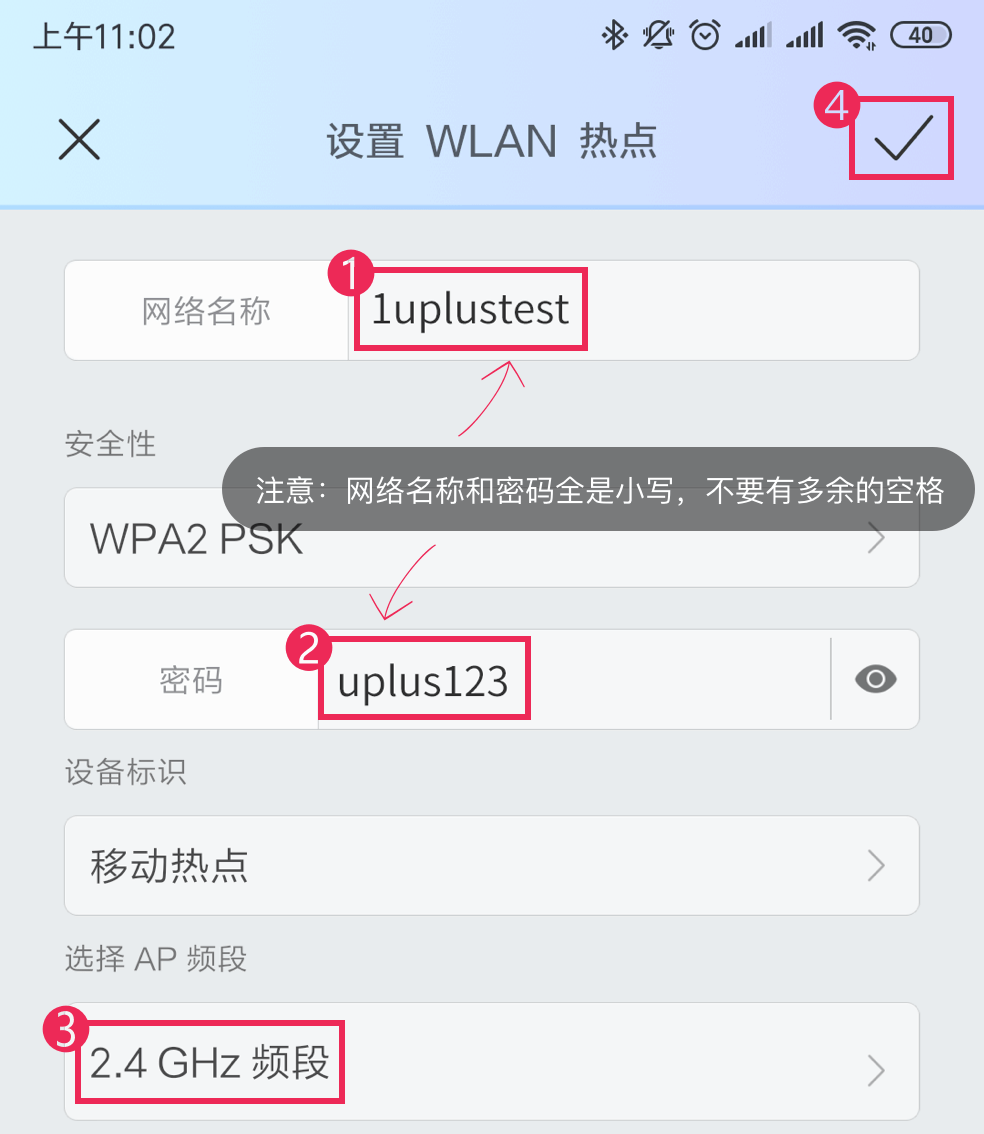 上午11:02
40
设置 WLAN 热点
4
1
网络名称
1uplustest
安全性
注意：网络名称和密码全是小写，不要有多余的空格
WPA2 PSK
2
密码
uplus123
设备标识
移动热点
选择 AP 频段
3
2.4 GHz 频段